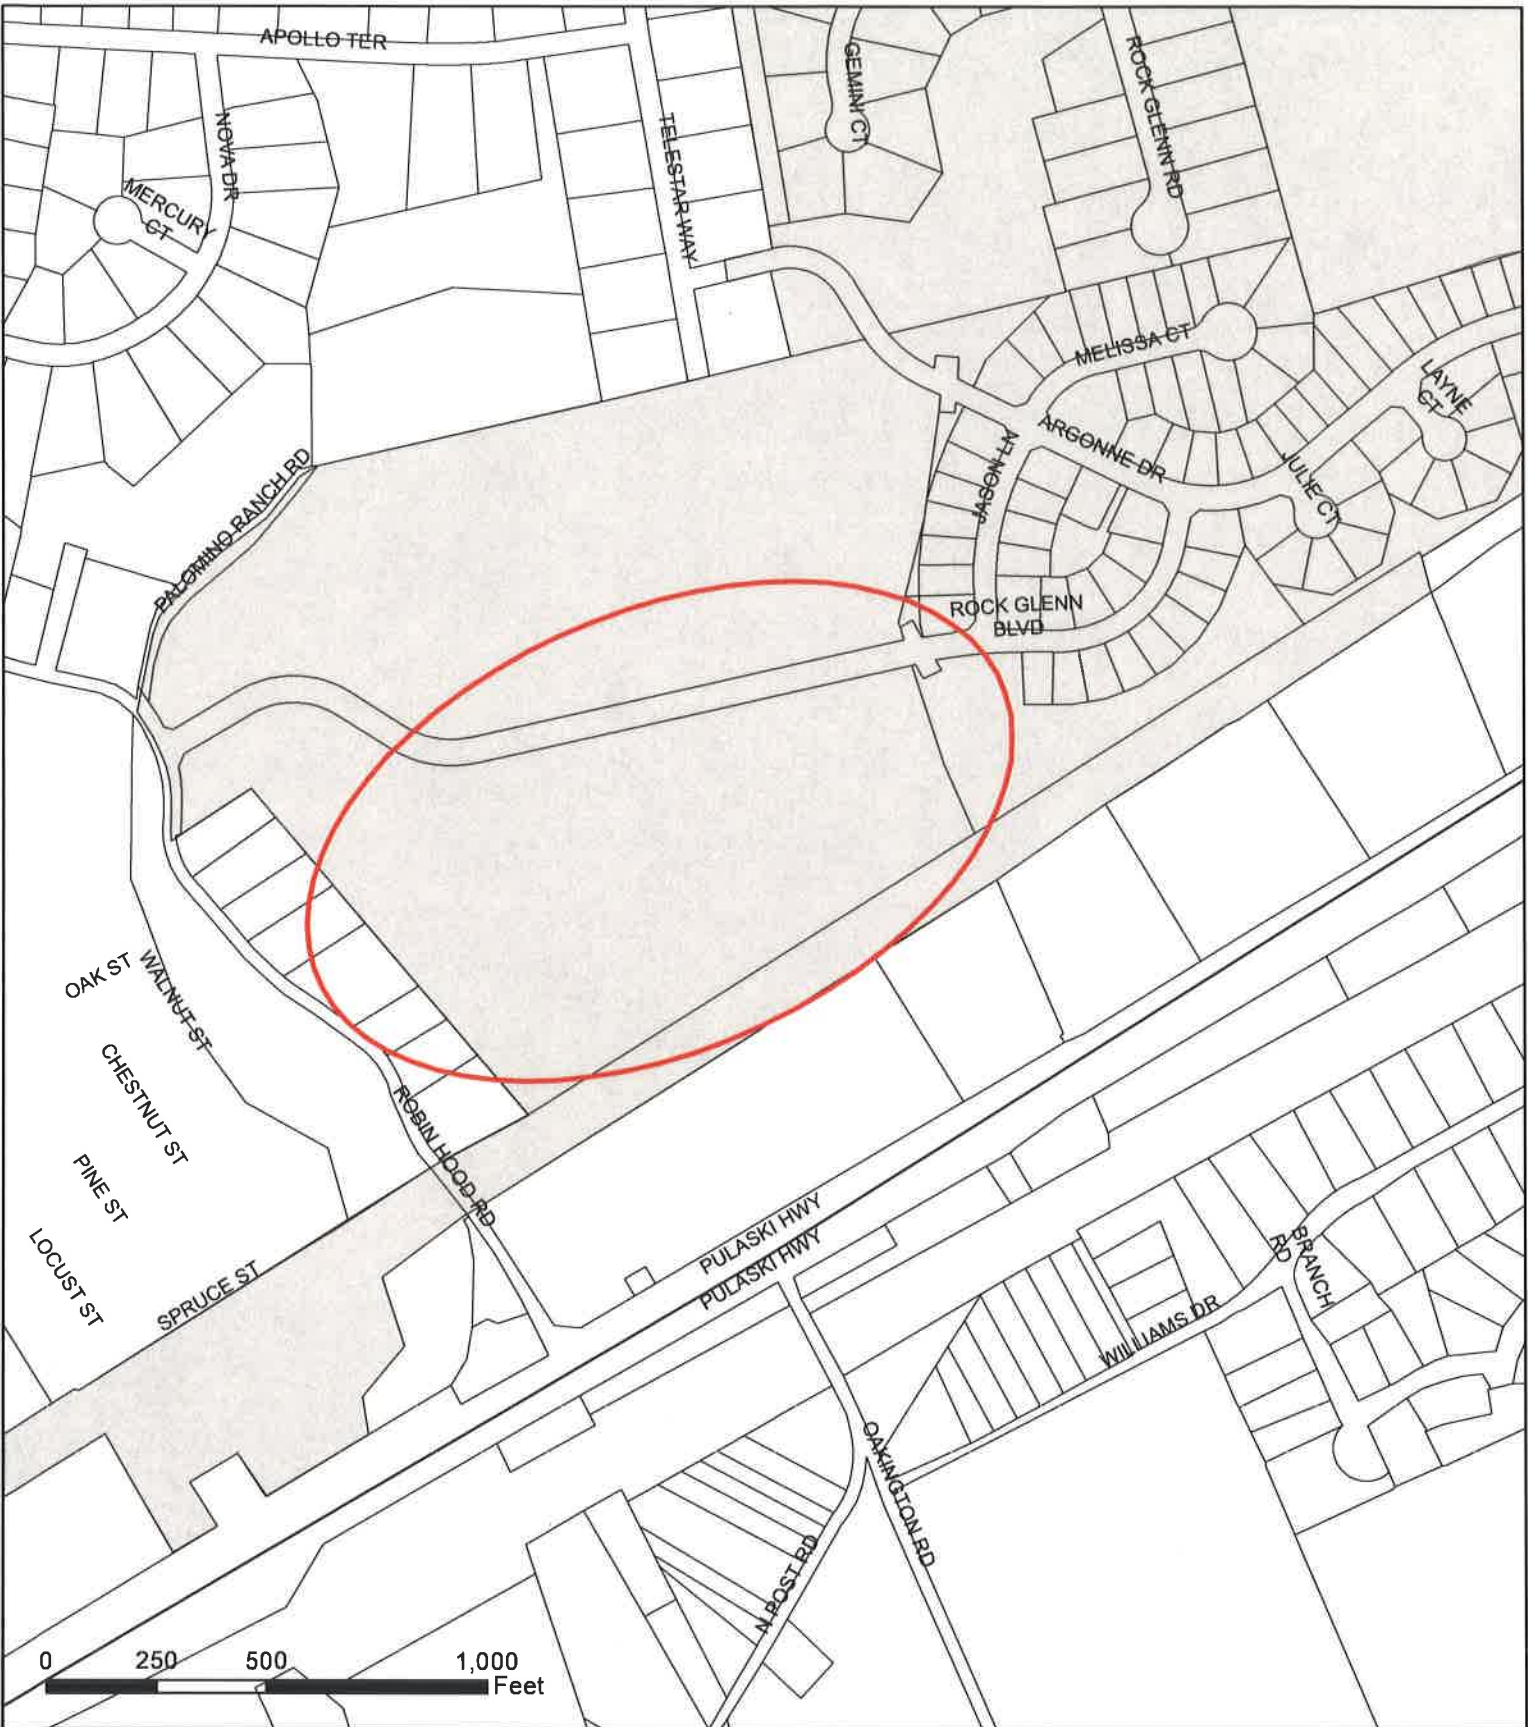 APOLLO TER
GEMINI CT
ROCK GLENN RD
NOVA DR
TELESTAR WAY
MERCURY
CT
MELISSA CT
LAYNE
CT
ARGONNE DR
JASON LN
JULIE CT
PALOMINO RANCH RD
ROCK GLENN
BLVD
OAK ST
WALNUT ST
CHESTNUT ST
PINE ST
ROBIN HOOD RD
LOCUST ST
SPRUCE ST
PULASKI HWY
PULASKI HWY
BRANCH
RD
WILLIAMS DR
OAKINGTON RD
N POST RD
0 250 500 1,000
Feet